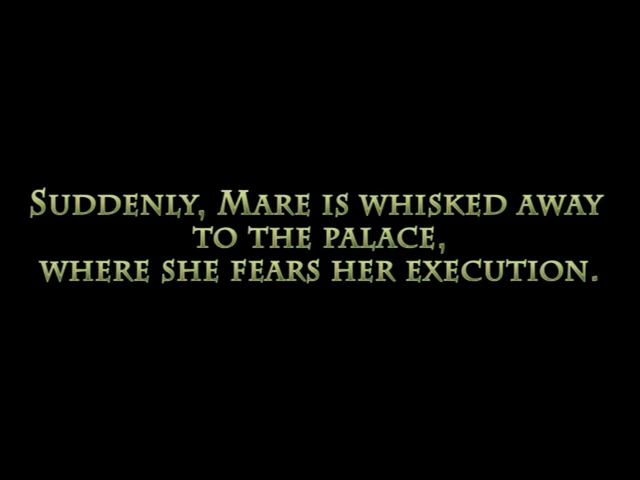 Suddenly, Mare is whisked away
to the palace,
where she fears her execution.